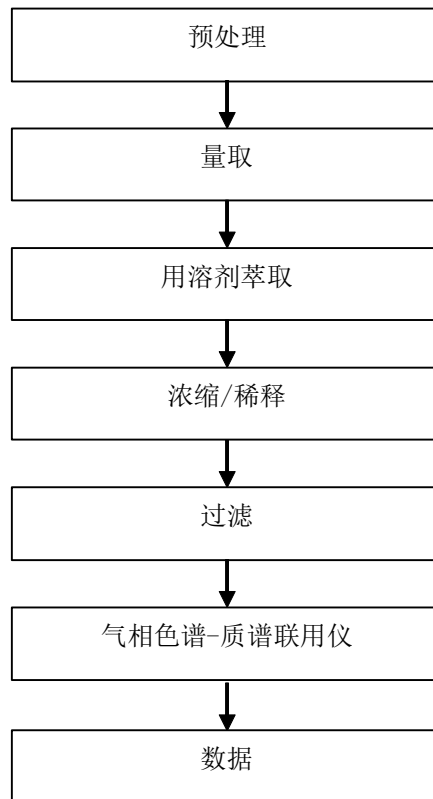 预处理
量取
用溶剂萃取
浓缩/稀释
过滤
气相色谱-质谱联用仪
数据